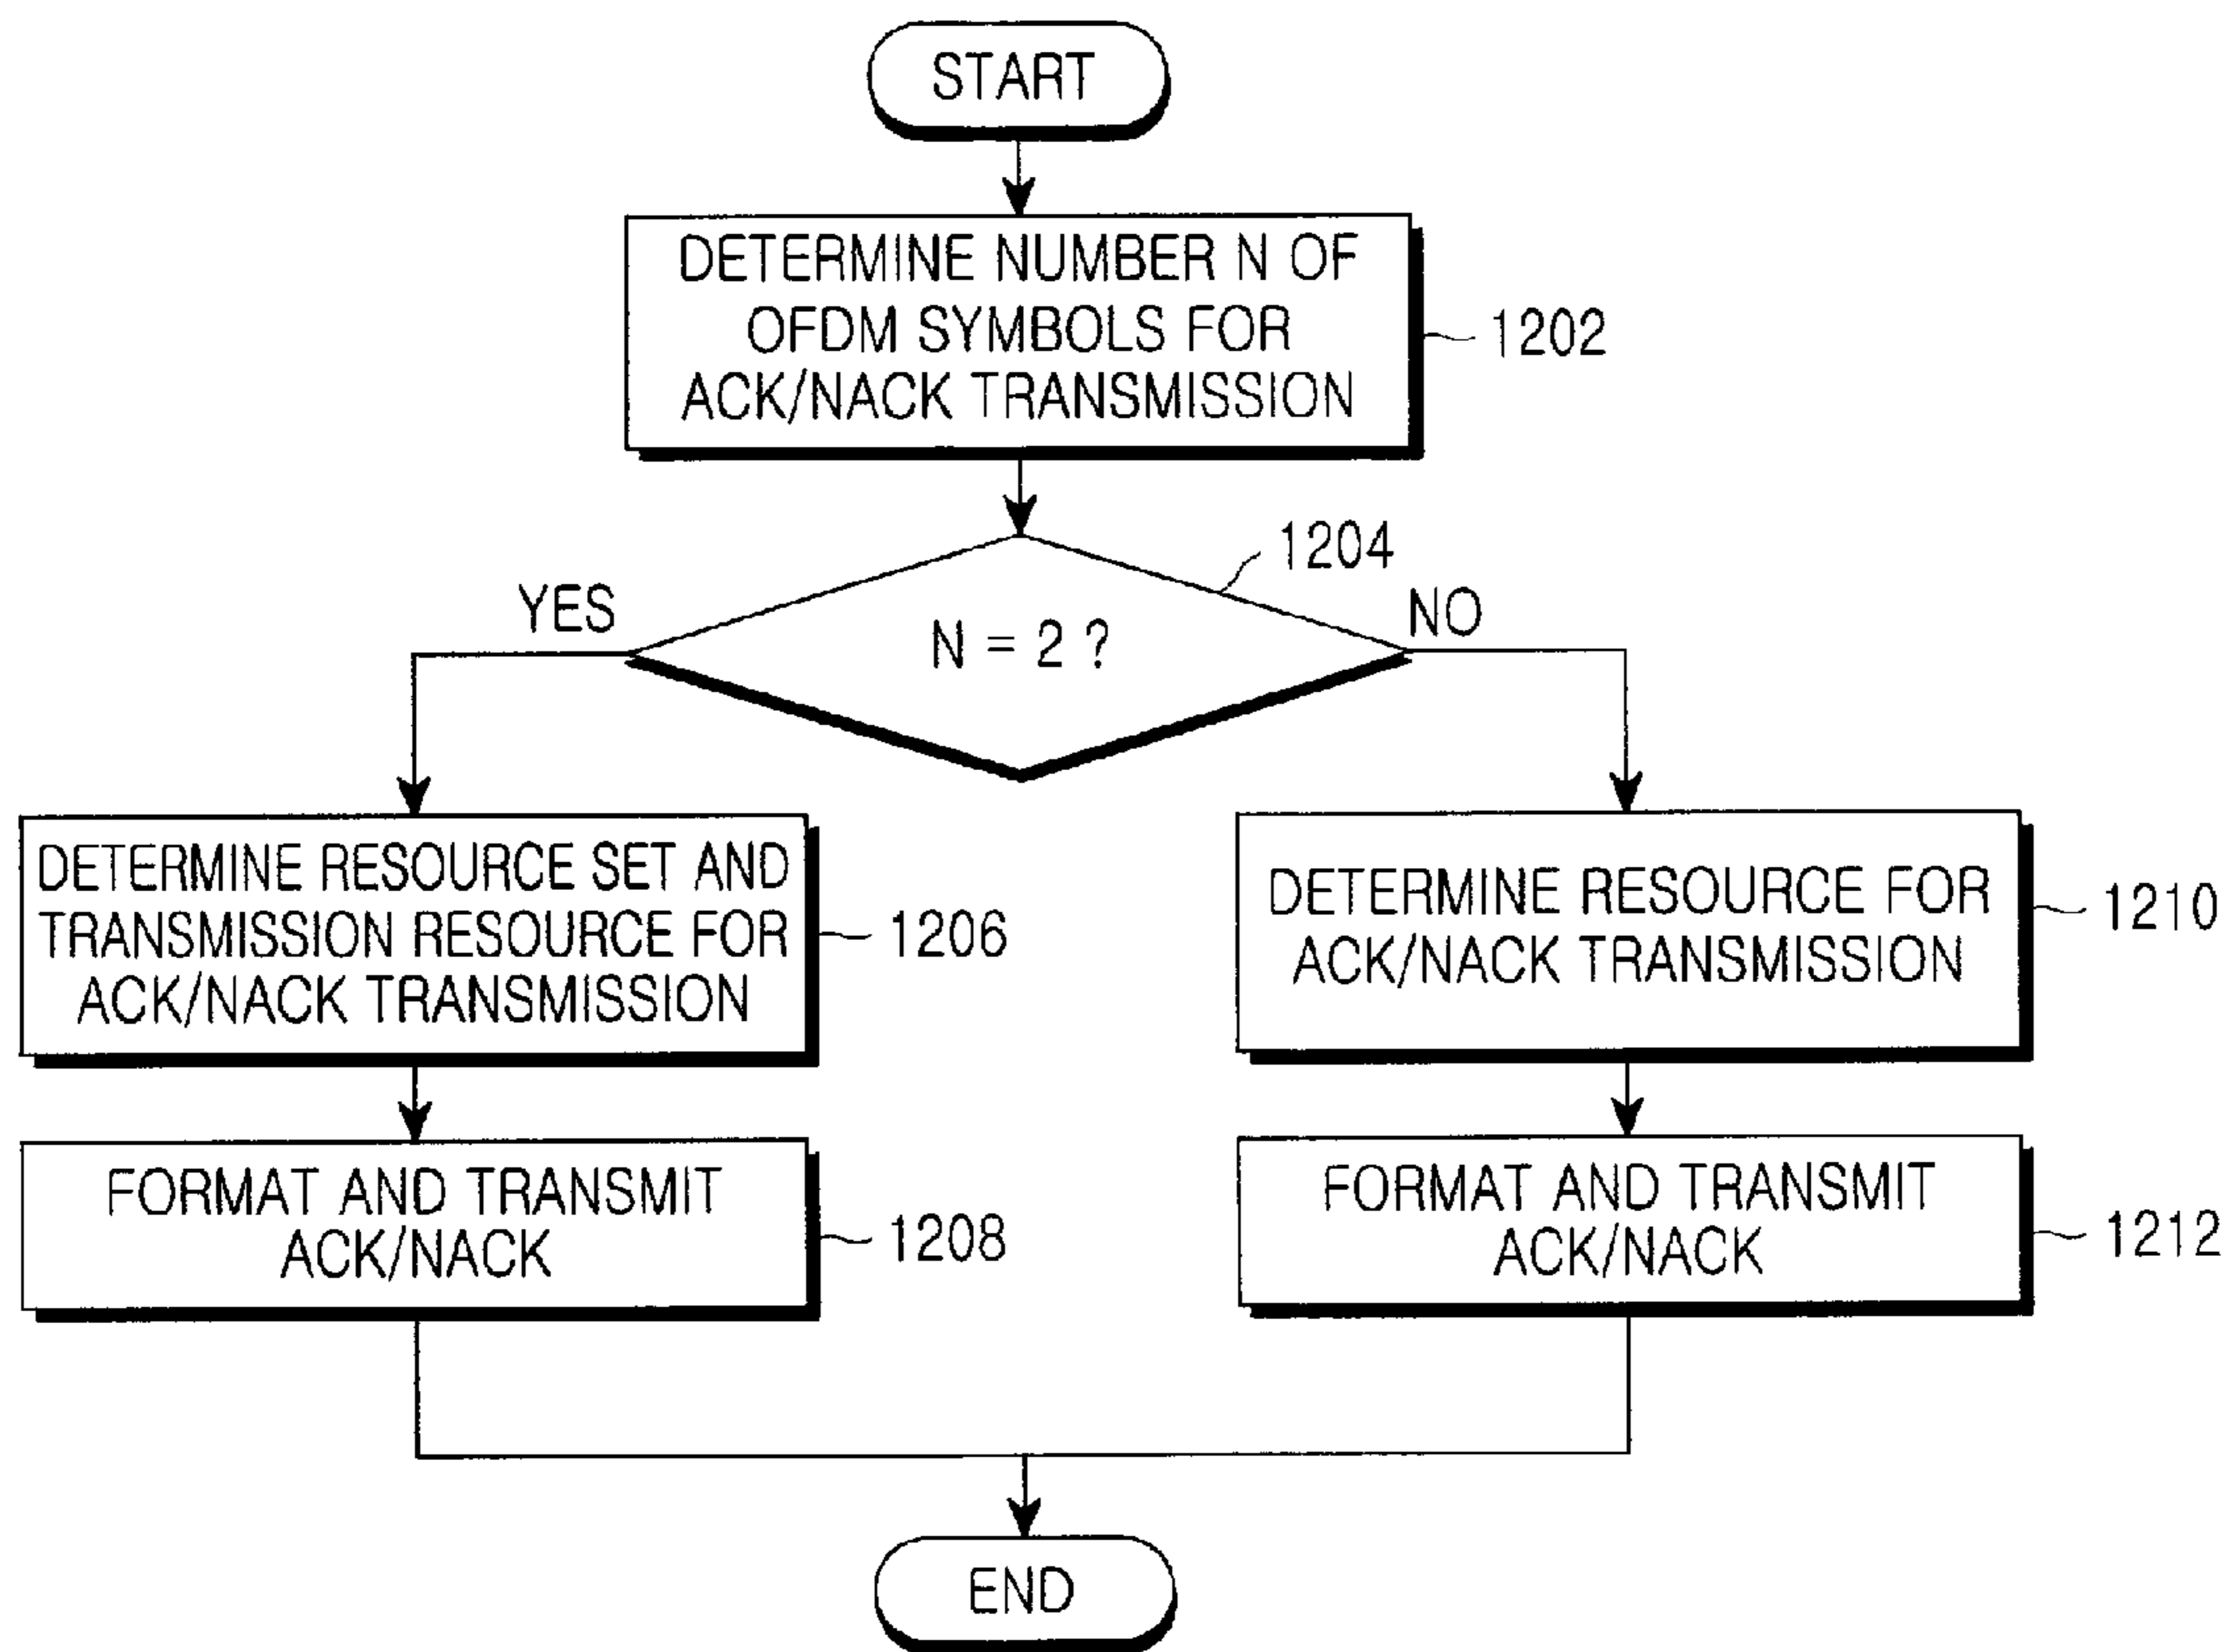 START
DETERMINE NUMBER N OF
OFDM SYMBOLS FOR
ACK/NACK TRANSMISSION
1202
1204
YES
N = 2 ?
NO
DETERMINE RESOURCE SET AND
TRANSMISSION RESOURCE FOR
ACK/NACK TRANSMISSION
1206
DETERMINE RESOURCE FOR
ACK/NACK TRANSMISSION
1210
FORMAT AND TRANSMIT
ACK/NACK
1208
FORMAT AND TRANSMIT
ACK/NACK
1212
END